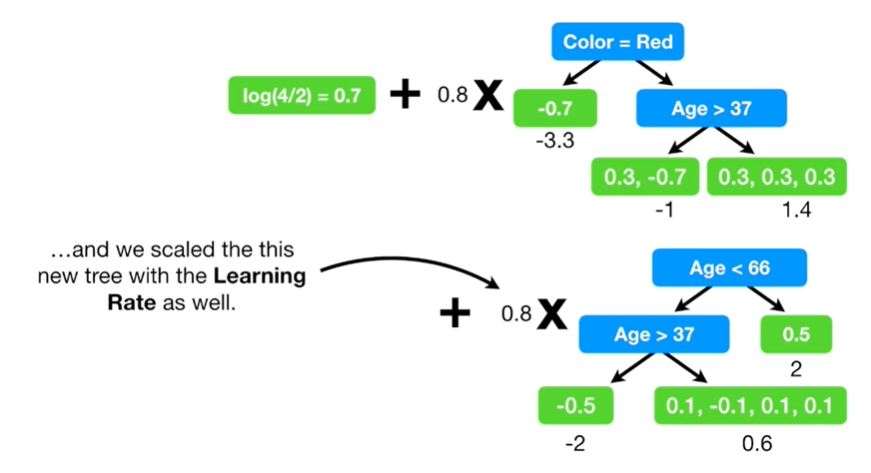 Color = Red
log(4/2) = 0.7 + 0.8 X -0.7 Age > 37
-3.3
0.3, -0.7 0.3, 0.3, 0.3
-1 1.4
…and we scaled the this
new tree with the Learning
Rate as well.
Age < 66
+ 0.8 X Age > 37 0.5
2
-0.5 0.1, -0.1, 0.1, 0.1
-2 0.6